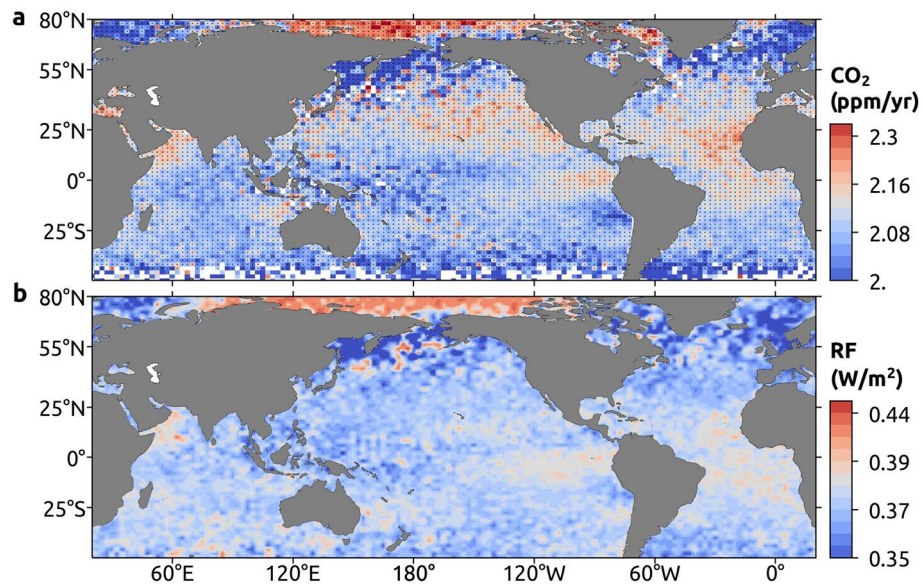 a
80°N
55°N
25°N
0°
25°S
CO₂
(ppm/yr)
2.3
2.16
2.08
2.
b
80°N
55°N
25°N
0°
25°S
RF
(W/m²)
0.44
0.39
0.37
0.35
60°E 120°E 180° 120°W 60°W 0°